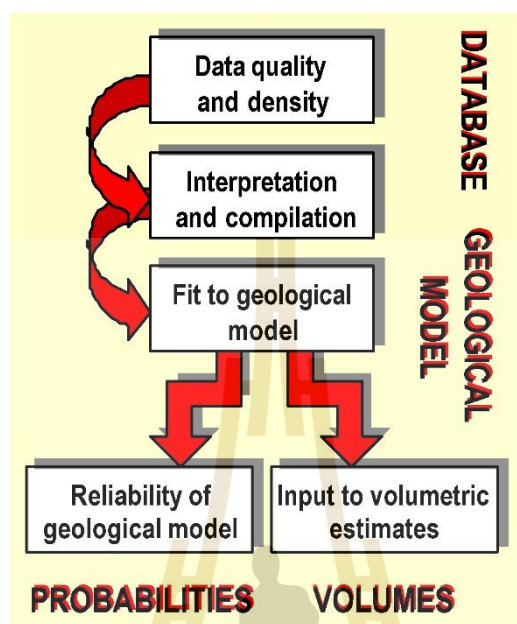 Data quality
and density
DATABASE
Interpretation
and compilation
Fit to geological
model
GEOLOGICAL
MODEL
Reliability of
geological model
Input to volumetric
estimates
PROBABILITIES
VOLUMES